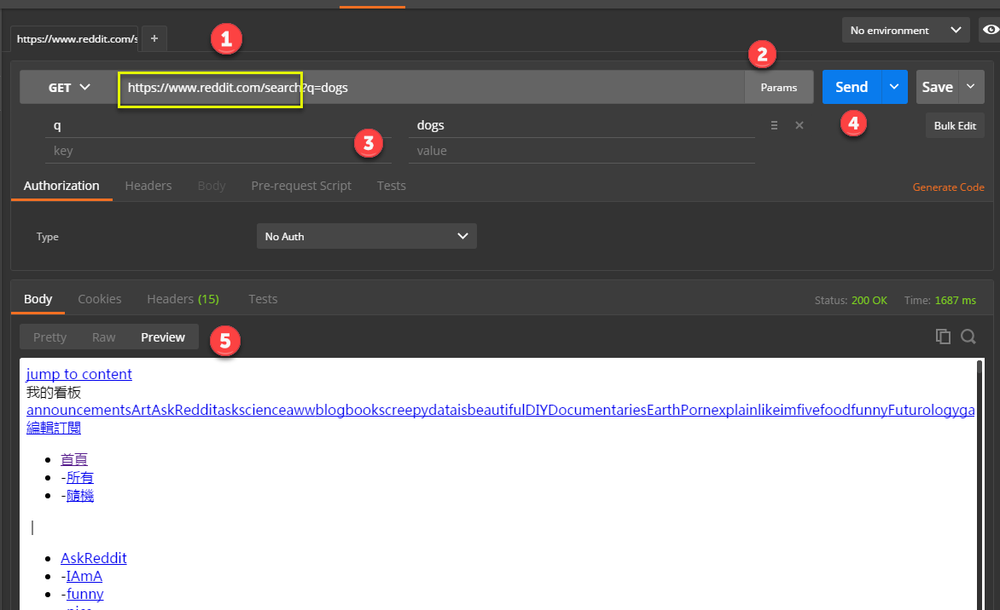 https://www.reddit.com/s +
1
No environment
2
GET https://www.reddit.com/search?q=dogs Params Send Save
q dogs
4
Bulk Edit
3
key value
Authorization Headers Body Pre-request Script Tests Generate Code
Type No Auth
Body Cookies Headers (15) Tests Status: 200 OK Time: 1687 ms
Pretty Raw Preview
5
jump to content
我的看板
announcementsArtAskRedditaskscienceawwblogbookscreepydataisbeautifulDIYDocumentariesEarthPornexplainlikeimfivefoodfunnyFuturologyga
編輯訂閱
首頁
-所有
-隨機
|
AskReddit
-IAmA
-funny